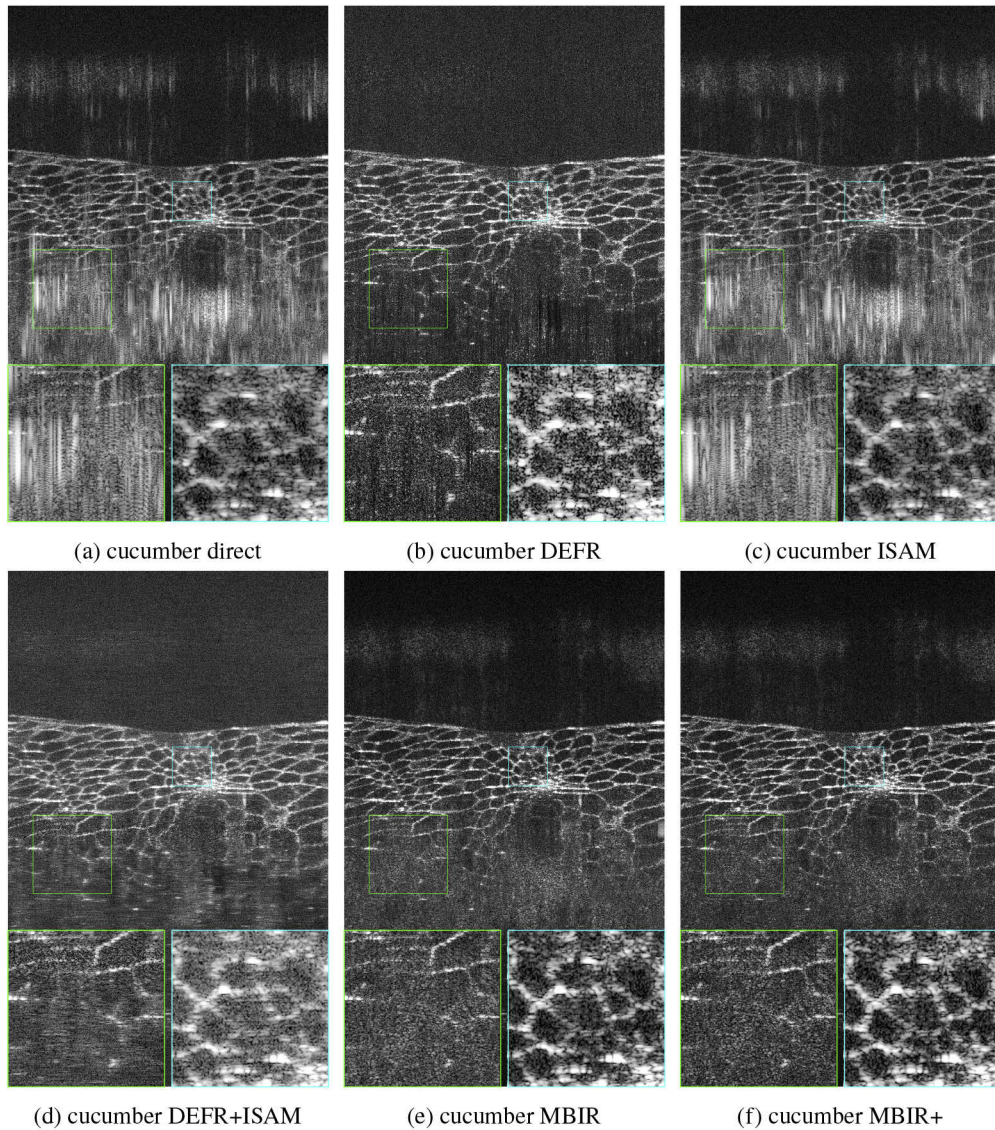 (a) cucumber direct
(b) cucumber DEFR
(c) cucumber ISAM
(d) cucumber DEFR+ISAM
(e) cucumber MBIR
(f) cucumber MBIR+